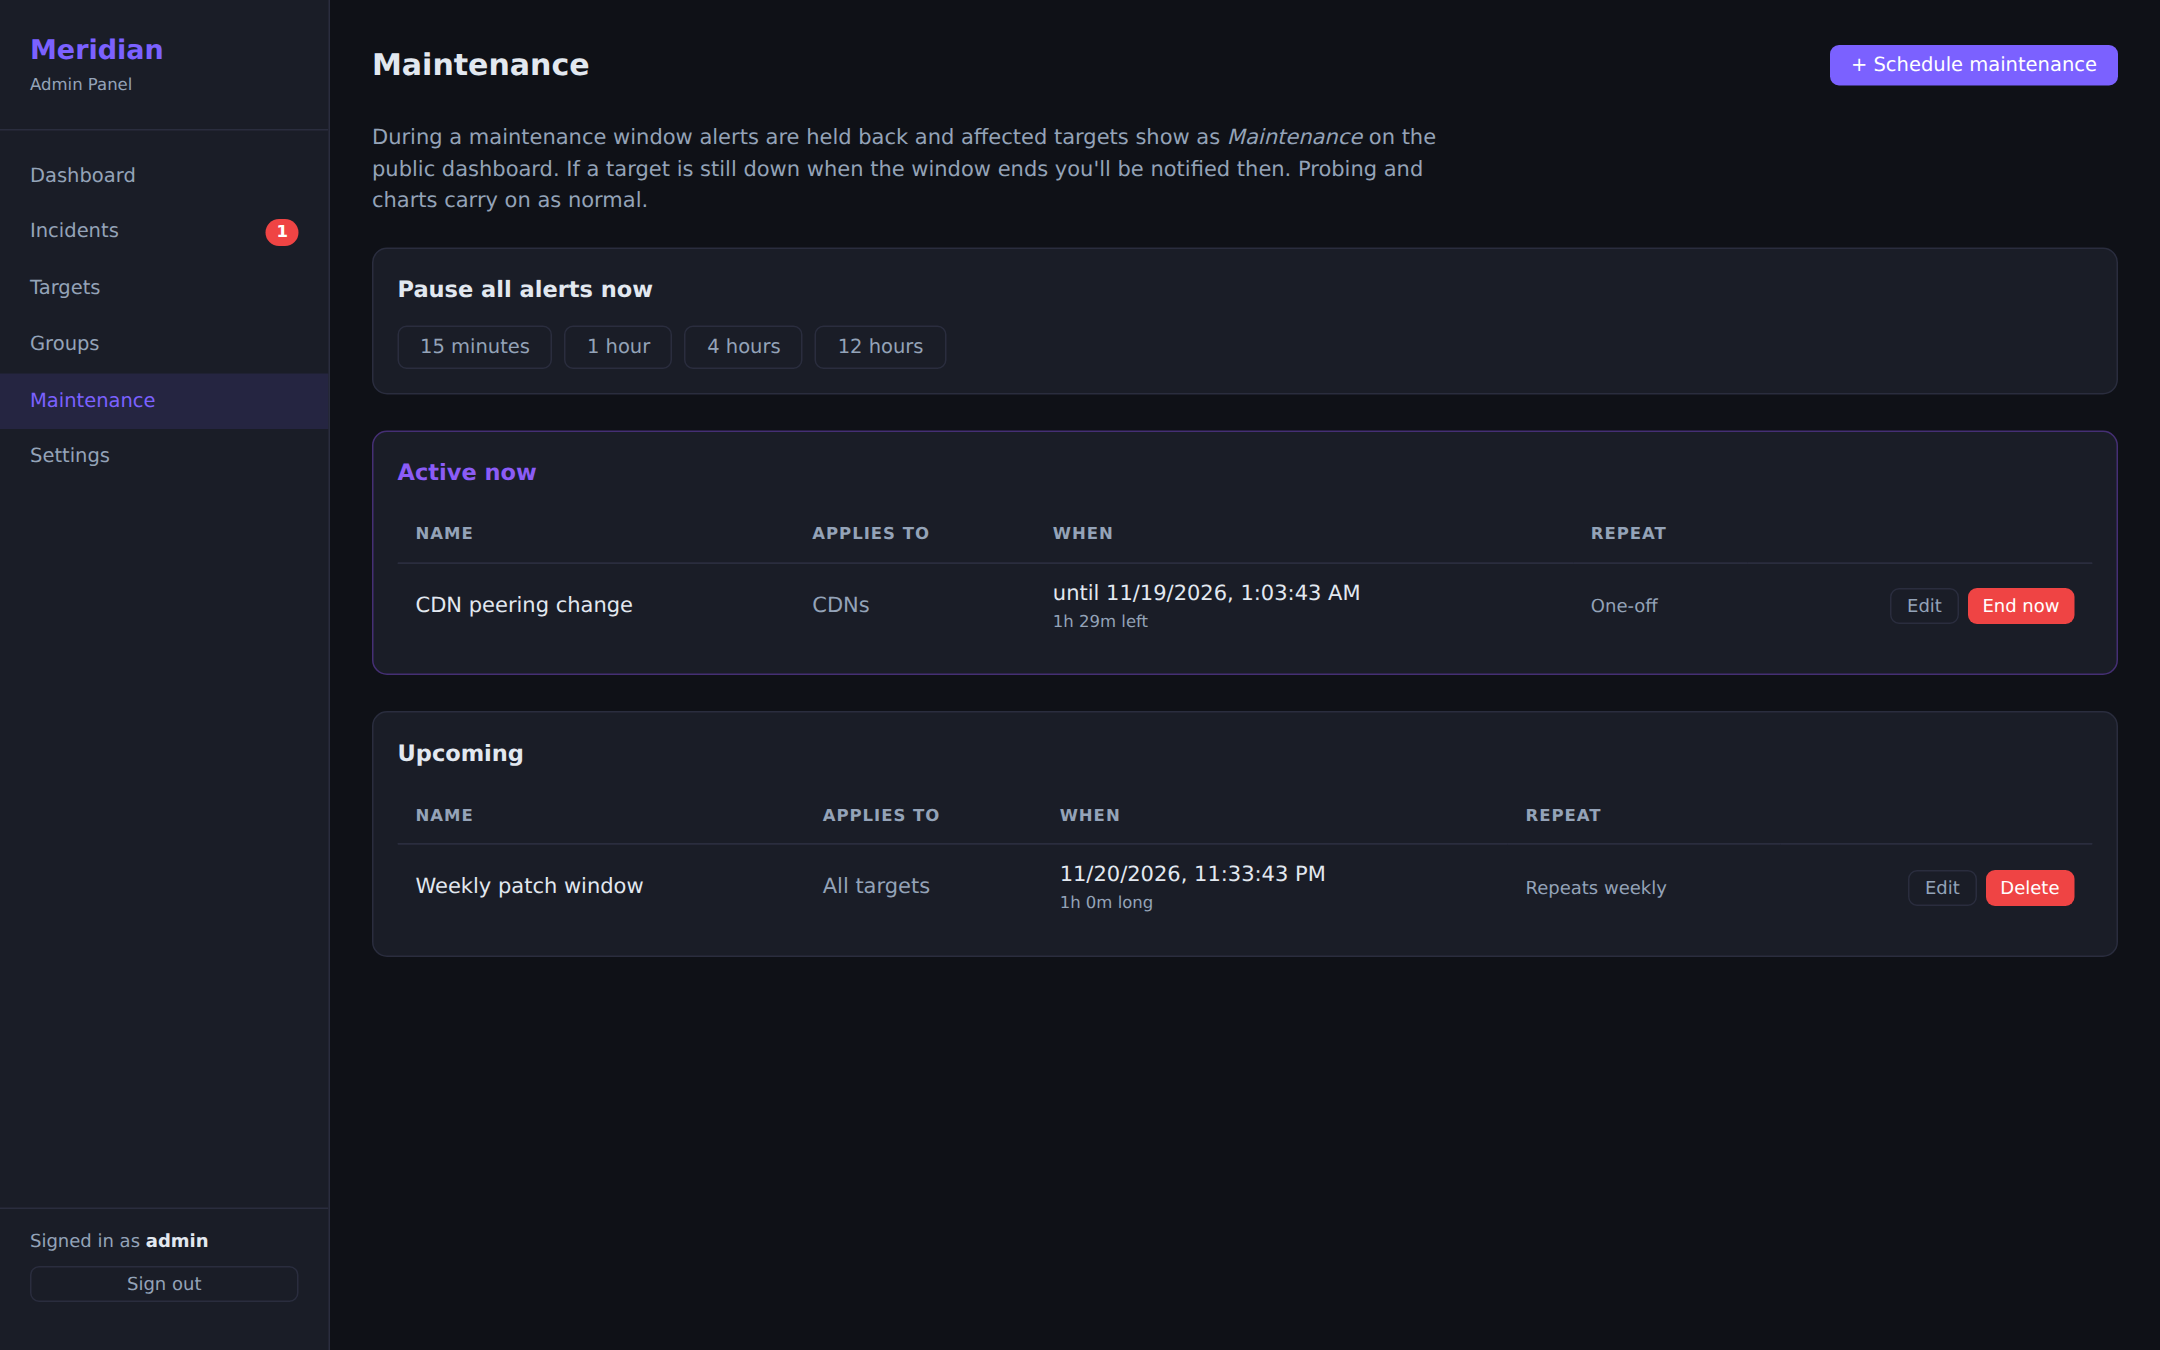 Meridian
Admin Panel
Dashboard
Incidents 1
Targets
Groups
Maintenance
Settings
Signed in as admin
Sign out
Maintenance
+ Schedule maintenance
During a maintenance window alerts are held back and affected targets show as Maintenance on the
public dashboard. If a target is still down when the window ends you'll be notified then. Probing and
charts carry on as normal.
Pause all alerts now
15 minutes 1 hour 4 hours 12 hours
Active now
NAME APPLIES TO WHEN REPEAT
CDN peering change CDNs until 11/19/2026, 1:03:43 AM One-off Edit End now
1h 29m left
Upcoming
NAME APPLIES TO WHEN REPEAT
Weekly patch window All targets 11/20/2026, 11:33:43 PM Repeats weekly Edit Delete
1h 0m long